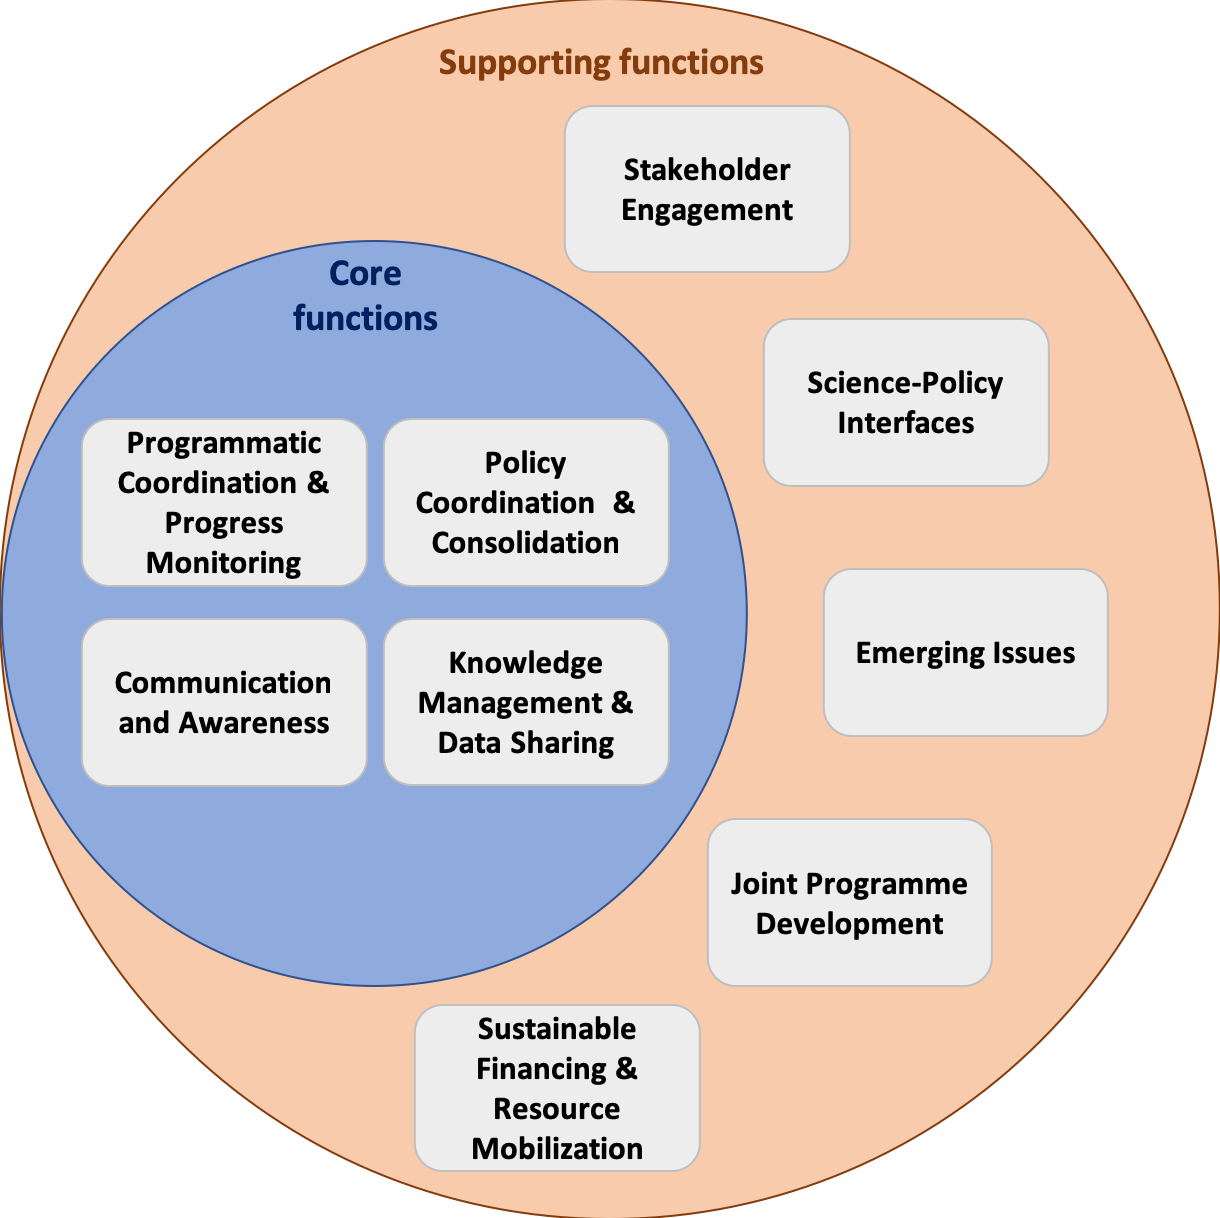 Supporting functions
Stakeholder
Engagement
Core
functions
Science-Policy
Interfaces
Programmatic
Coordination &
Progress
Monitoring
Policy
Coordination  &
Consolidation
Communication
and Awareness
Knowledge
Management &
Data Sharing
Emerging Issues
Joint Programme
Development
Sustainable
Financing &
Resource
Mobilization